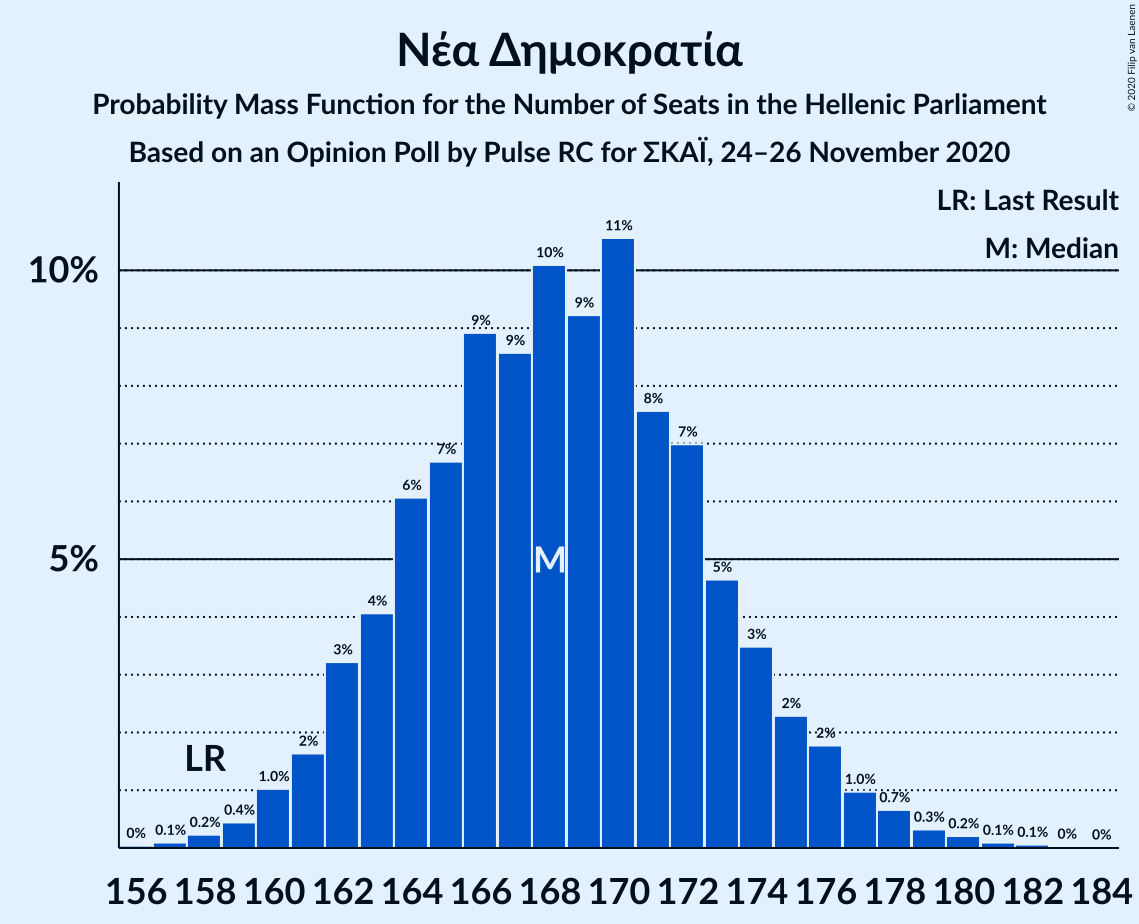 © 2020 Filip van Laenen
Νέα Δημοκρατία
Probability Mass Function for the Number of Seats in the Hellenic Parliament
Based on an Opinion Poll by Pulse RC for ΣΚΑΪ, 24–26 November 2020
LR: Last Result
M: Median
10%
5%
0% 0.1% 0.2% 0.4% 1.0% 2% 3% 4% 6% 7% 9% 9% 10% 9% 11% 8% 7% 5% 3% 2% 2% 1.0% 0.7% 0.3% 0.2% 0.1% 0.1% 0% 0%
LR
M
156 158 160 162 164 166 168 170 172 174 176 178 180 182 184